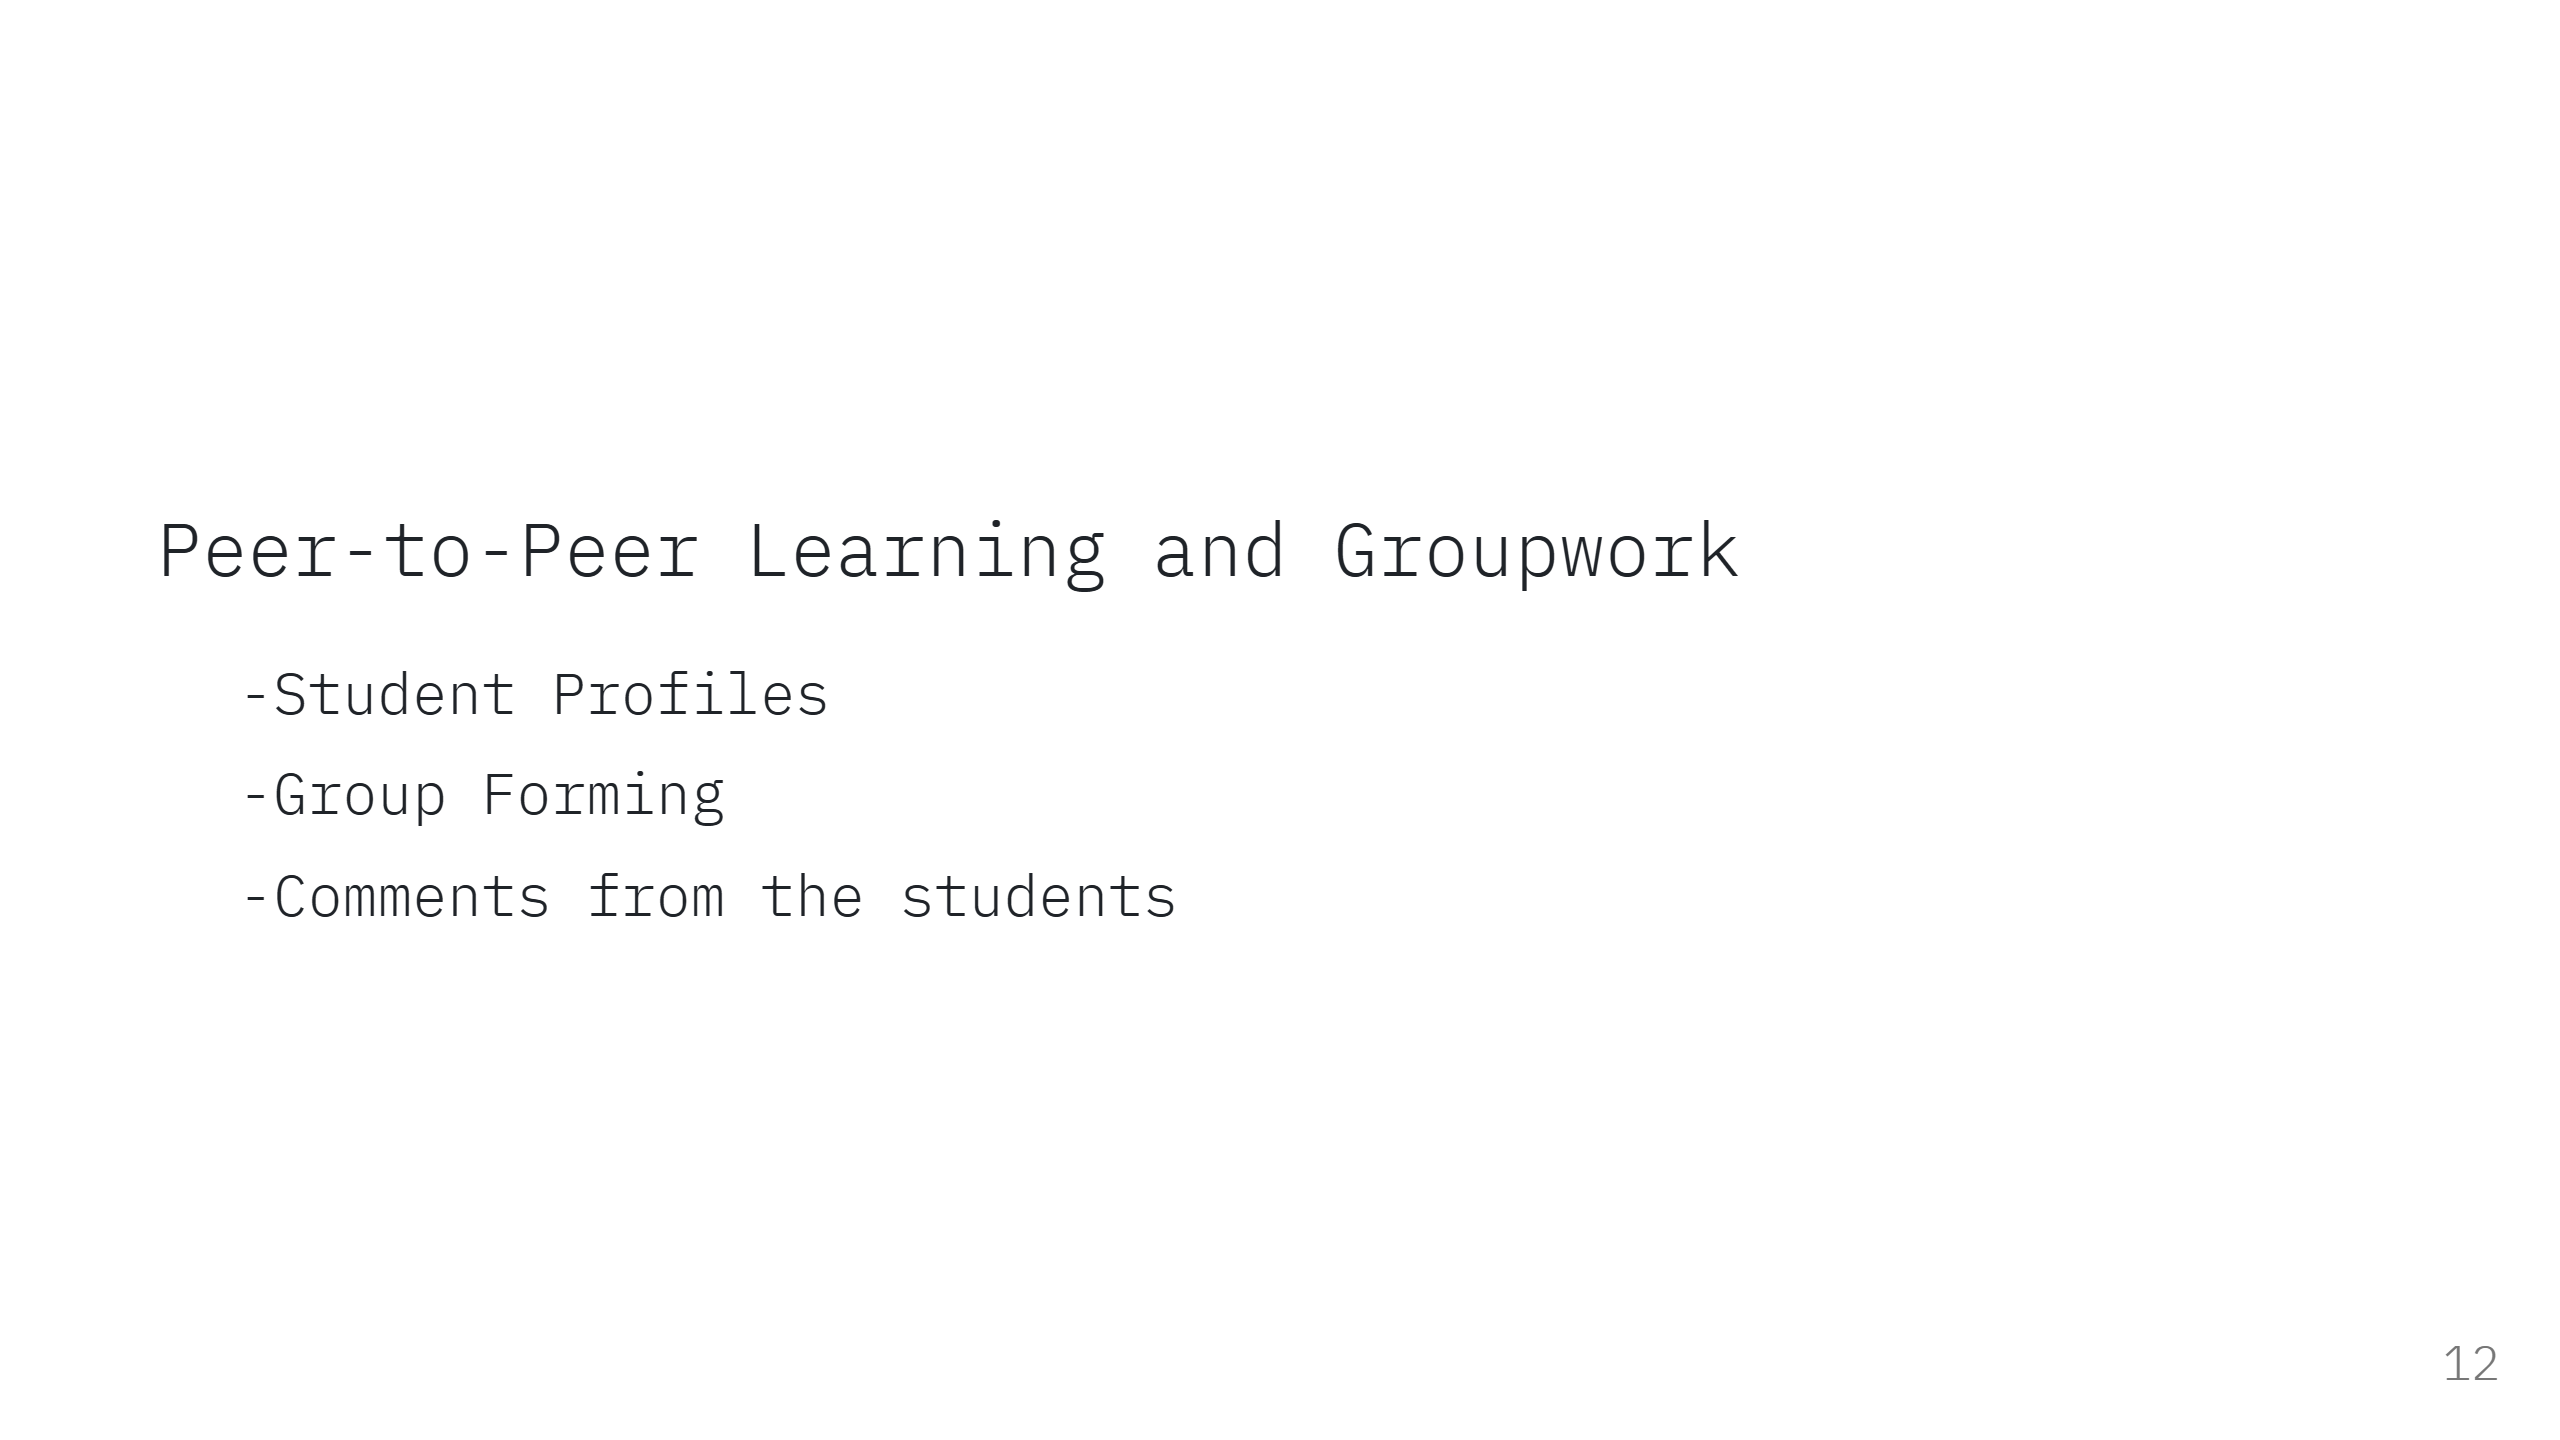 Peer-to-Peer Learning and Groupwork
-Student Profiles
-Group Forming
-Comments from the students
12